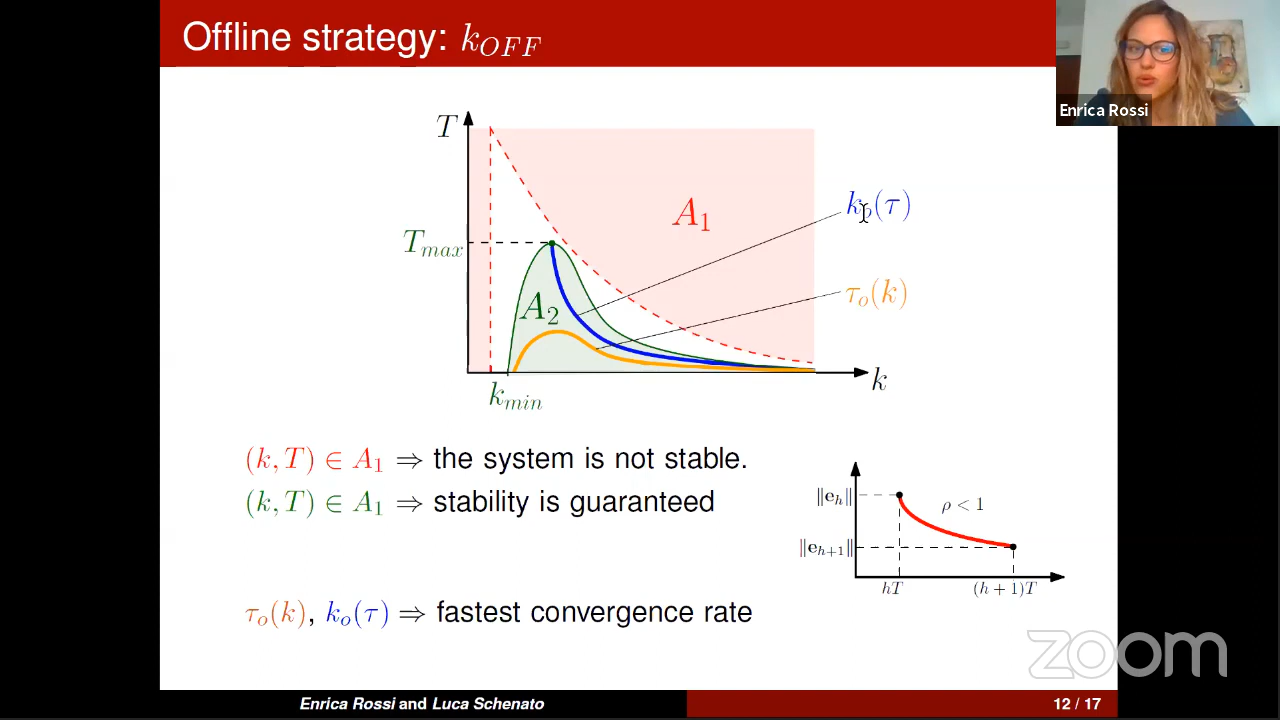 Offline strategy: k_OFF
Enrica Rossi
T
A_1
k_o(τ)
T_max
τ_o(k)
A_2
k
k_min
(k, T) ∈ A_1 ⇒ the system is not stable.
(k, T) ∈ A_1 ⇒ stability is guaranteed
‖e_h‖
ρ < 1
‖e_{h+1}‖
hT
(h + 1)T
τ_o(k), k_o(τ) ⇒ fastest convergence rate
zoom
Enrica Rossi and Luca Schenato
12 / 17